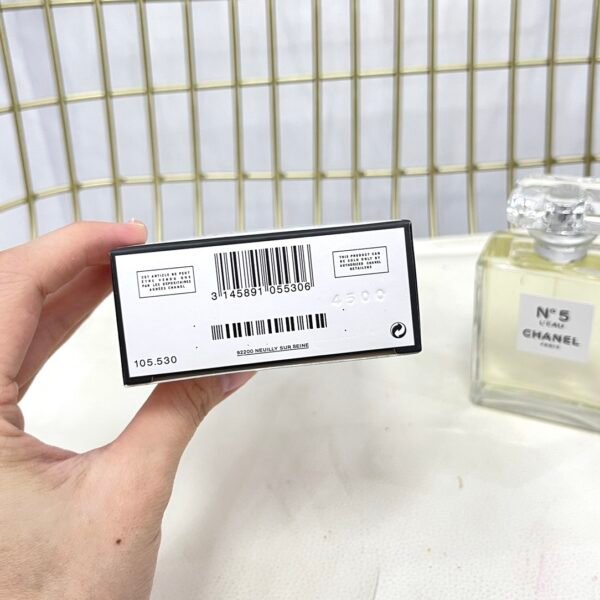 CET ARTICLE NE PEUT
ÊTRE VENDU QUE
PAR LES DÉPOSITAIRES
AGRÉÉS CHANEL
THIS PRODUCT CAN
BE SOLD ONLY BY
AUTHORIZED
RETAILERS
3 145891 055306
4500
92200 NEUILLY SUR SEINE
105.530
N°5
L'EAU
CHANEL
PARIS